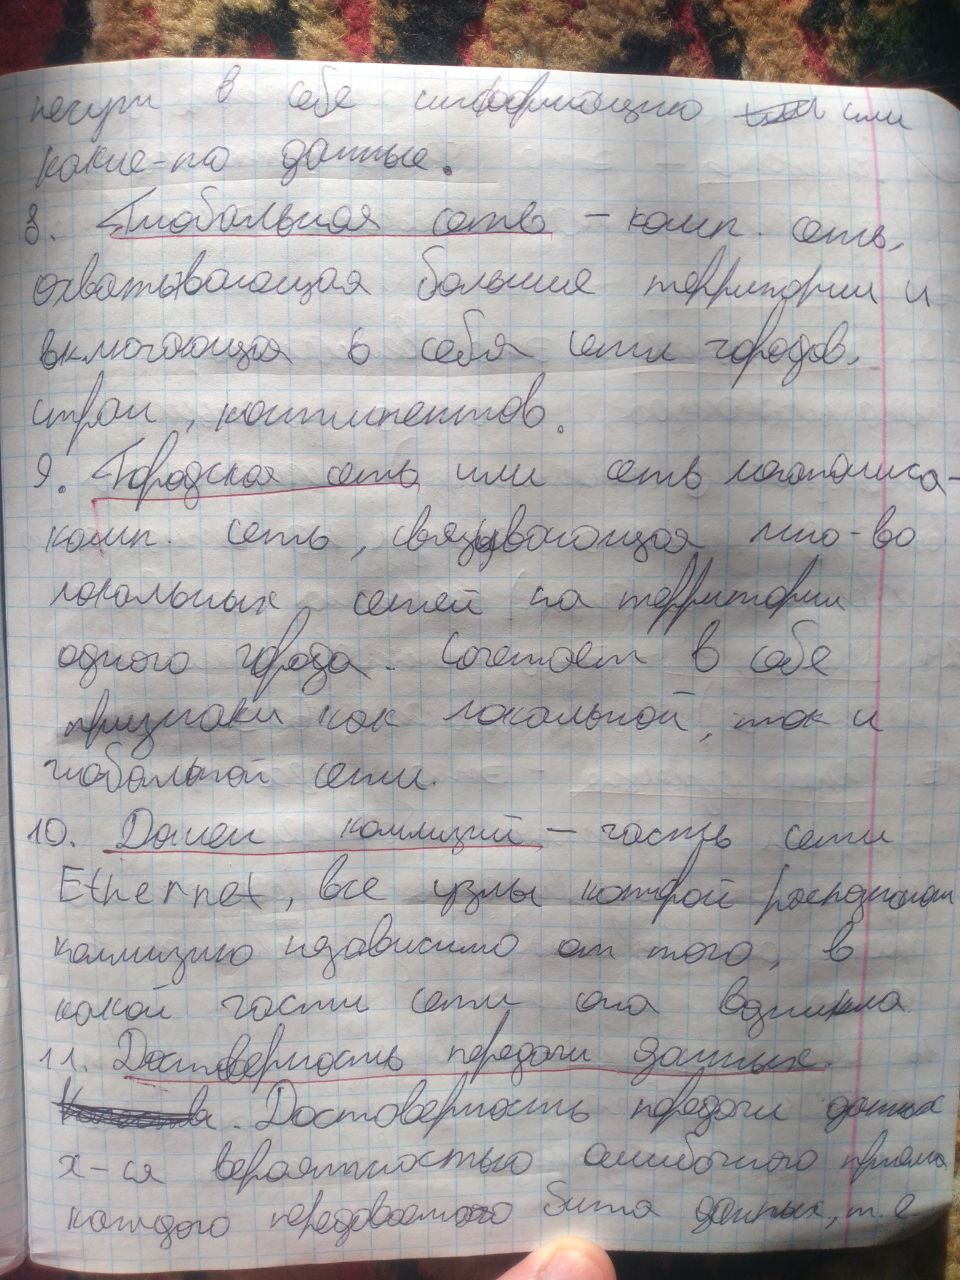 несут в себе информацию или
какие-то данные.
8. Глобальная сеть – комп. сеть,
охватывающая большие территории и
включающая в себя сети городов,
стран, континентов.
9. Городская сеть или сеть мегаполиса-
комп. сеть, связывающая мно-во
локальных сетей на территории
одного города. Сочетает в себе
признаки как локальной, так и
глобальной сети.
10. Домен коллизий – часть сети
Ethernet, все узлы которой распознают
коллизию независимо от того, в
какой части сети она возникла
11. Достоверность передачи данных.
Достоверность передачи данных
х-ся вероятностью ошибочного приема
каждого передаваемого бита данных, т.е.